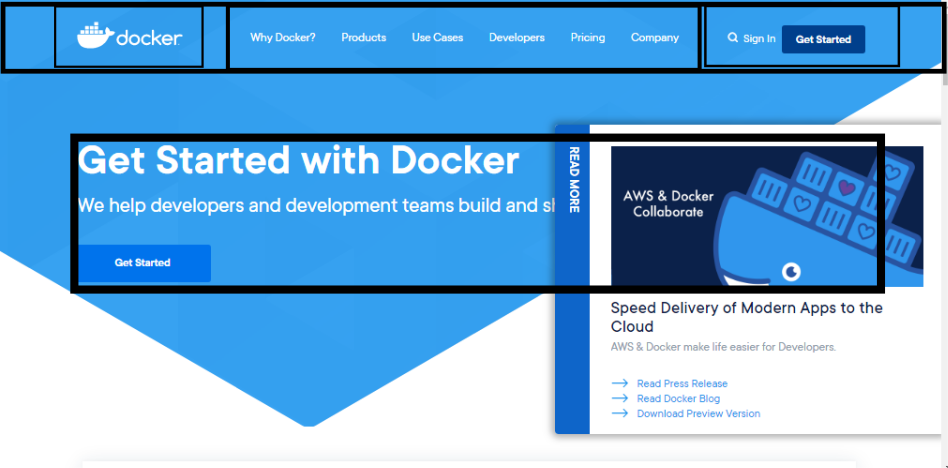 docker
Why Docker? Products Use Cases Developers Pricing Company
Sign In Get Started
Get Started with Docker
We help developers and development teams build and sh
Get Started
READ MORE
AWS & Docker
Collaborate
Speed Delivery of Modern Apps to the
Cloud
AWS & Docker make life easier for Developers.
Read Press Release
Read Docker Blog
Download Preview Version